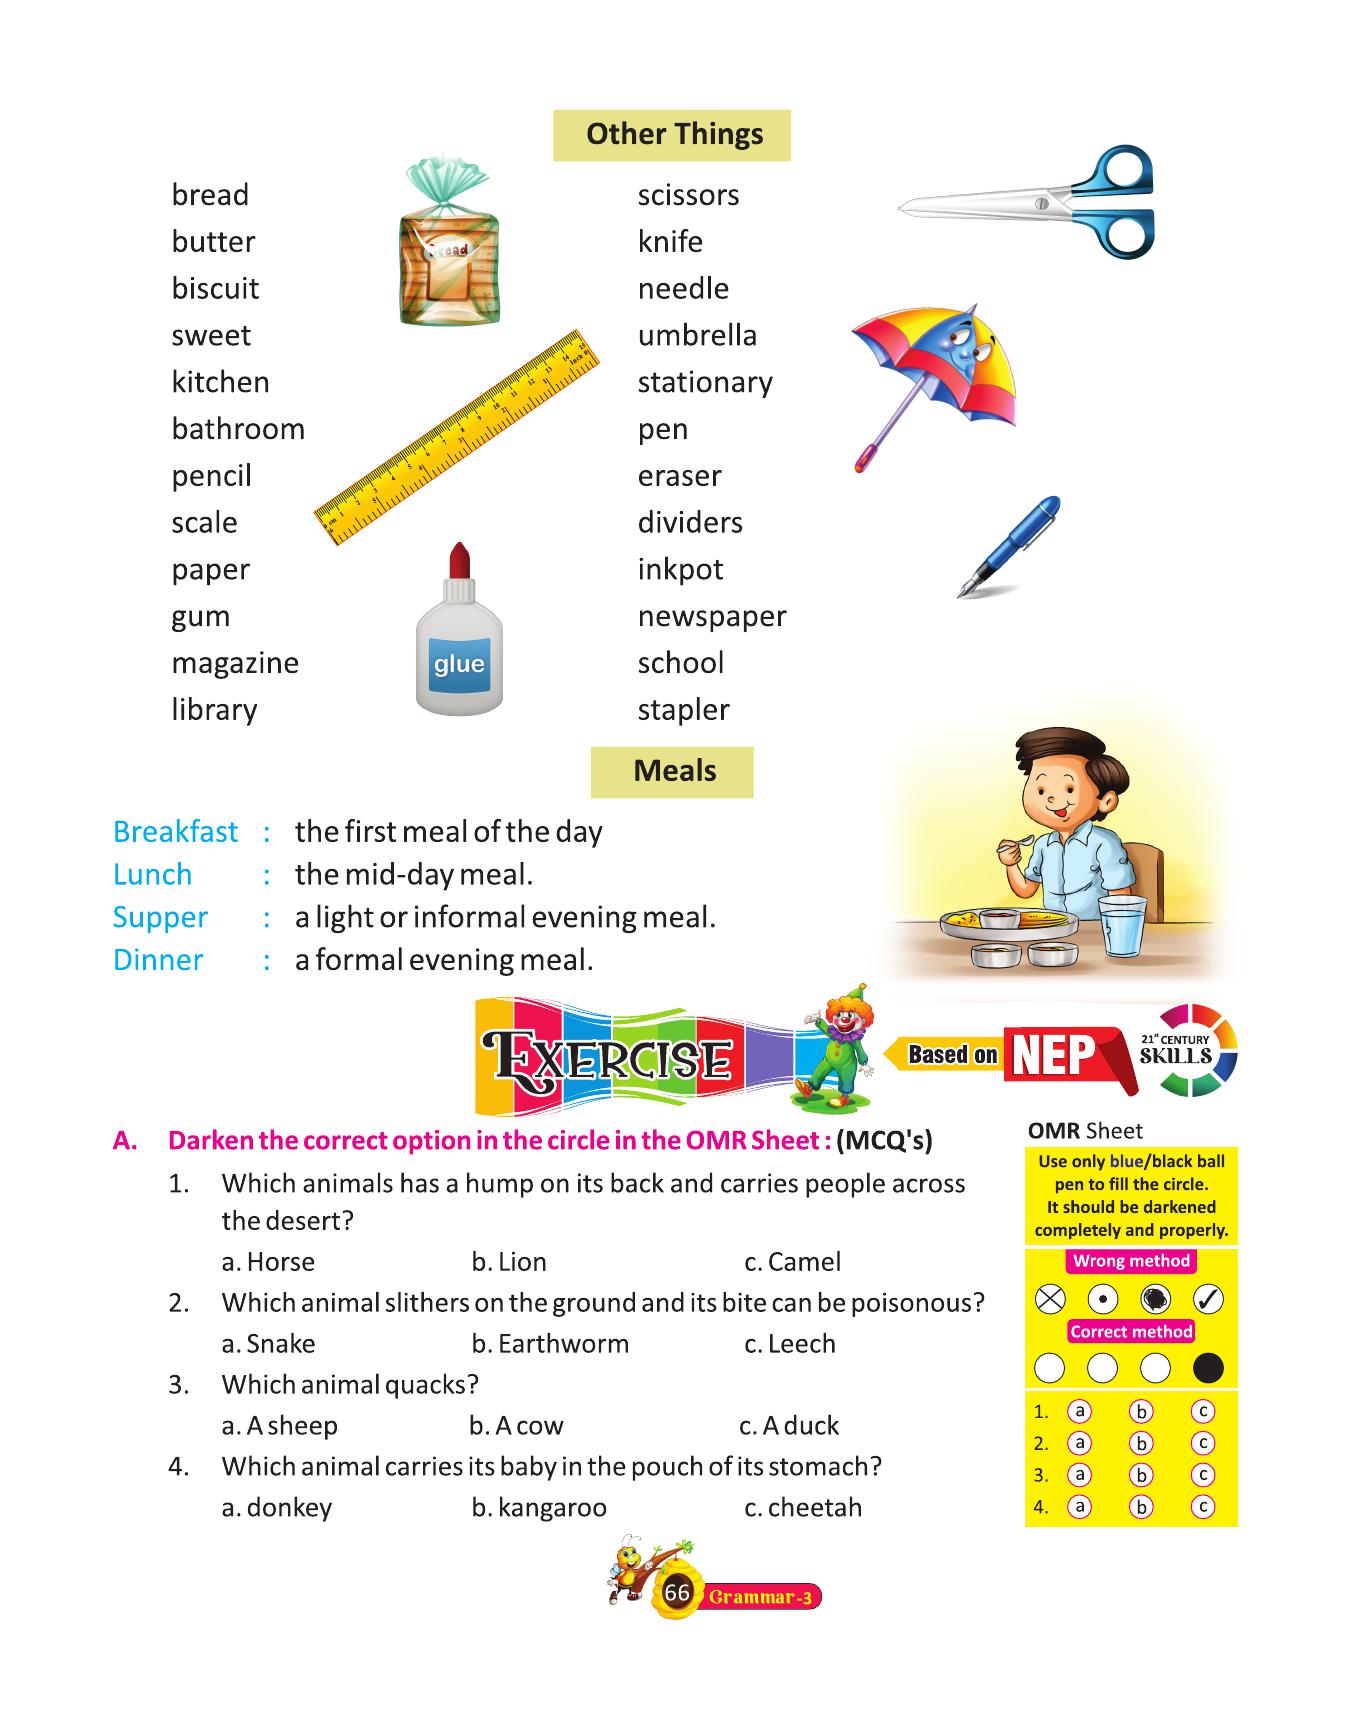 Other Things
bread
butter
biscuit
sweet
kitchen
bathroom
pencil
scale
paper
gum
magazine
library
bread
glue
scissors
knife
needle
umbrella
stationary
pen
eraser
dividers
inkpot
newspaper
school
stapler
Meals
Breakfast : the first meal of the day
Lunch : the mid-day meal.
Supper : a light or informal evening meal.
Dinner : a formal evening meal.
EXERCISE
Based on NEP
21st CENTURY
SKILLS
A. Darken the correct option in the circle in the OMR Sheet : (MCQ's)
1. Which animals has a hump on its back and carries people across
the desert?
a. Horse b. Lion c. Camel
2. Which animal slithers on the ground and its bite can be poisonous?
a. Snake b. Earthworm c. Leech
3. Which animal quacks?
a. A sheep b. A cow c. A duck
4. Which animal carries its baby in the pouch of its stomach?
a. donkey b. kangaroo c. cheetah
OMR Sheet
Use only blue/black ball
pen to fill the circle.
It should be darkened
completely and properly.
Wrong method
Correct method
1. a b c
2. a b c
3. a b c
4. a b c
66 Grammar-3